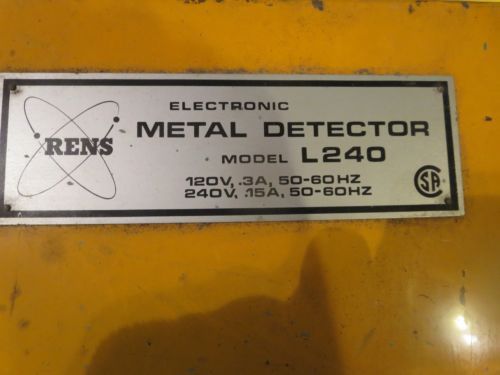 RENS
ELECTRONIC
METAL DETECTOR
MODEL L240
120V, .3A, 50-60HZ
240V, .15A, 50-60HZ
SA